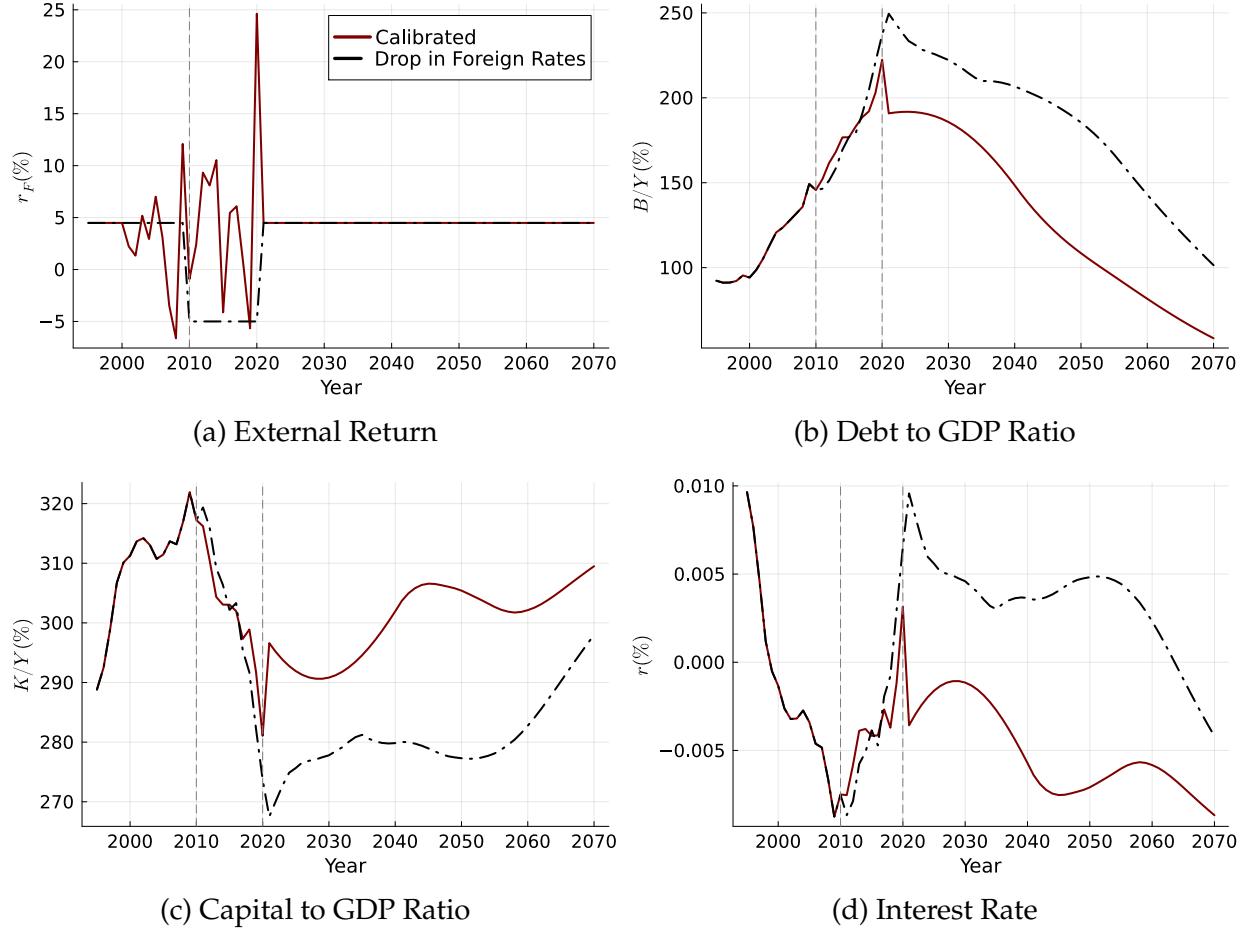 25
20
15
10
5
0
−5
r_F(%)
Calibrated
Drop in Foreign Rates
2000 2010 2020 2030 2040 2050 2060 2070
Year
(a) External Return
250
200
150
100
B/Y(%)
2000 2010 2020 2030 2040 2050 2060 2070
Year
(b) Debt to GDP Ratio
320
310
300
290
280
270
K/Y(%)
2000 2010 2020 2030 2040 2050 2060 2070
Year
(c) Capital to GDP Ratio
0.010
0.005
0.000
−0.005
r(%)
2000 2010 2020 2030 2040 2050 2060 2070
Year
(d) Interest Rate